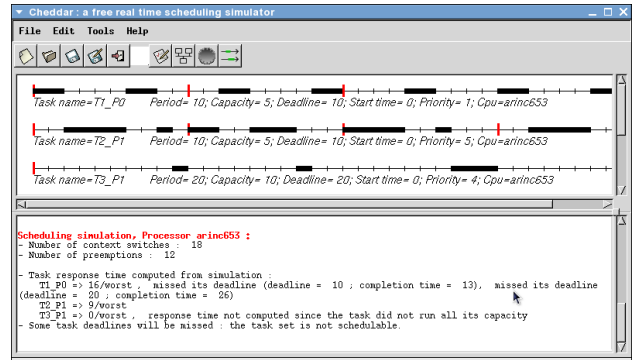 Cheddar : a free real time scheduling simulator
File Edit Tools Help
Task name=T1_P0 Period= 10; Capacity= 5; Deadline= 10; Start time= 0; Priority= 1; Cpu=arinc653
Task name=T2_P1 Period= 10; Capacity= 5; Deadline= 10; Start time= 0; Priority= 5; Cpu=arinc653
Task name=T3_P1 Period= 20; Capacity= 10; Deadline= 20; Start time= 0; Priority= 4; Cpu=arinc653
Scheduling simulation, Processor arinc653 :
- Number of context switches : 18
- Number of preemptions : 12
- Task response time computed from simulation :
T1_P0 => 16/worst , missed its deadline (deadline = 10 ; completion time = 13), missed its deadline
(deadline = 20 ; completion time = 26)
T2_P1 => 9/worst
T3_P1 => 0/worst , response time not computed since the task did not run all its capacity
- Some task deadlines will be missed : the task set is not schedulable.